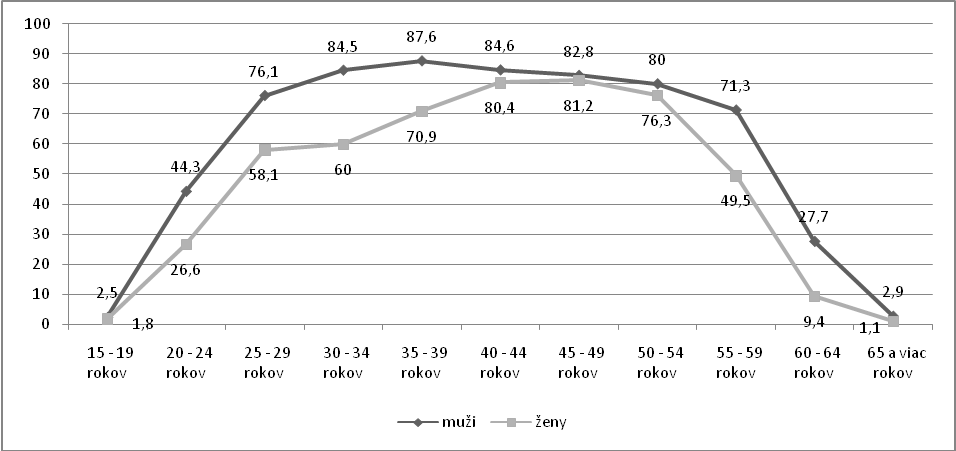 100
90
80
70
60
50
40
30
20
10
0
2,5
44,3
76,1
84,5
87,6
84,6
82,8
80
71,3
27,7
2,9
1,8
26,6
58,1
60
70,9
80,4
81,2
76,3
49,5
9,4
1,1
15 - 19 rokov
20 - 24 rokov
25 - 29 rokov
30 - 34 rokov
35 - 39 rokov
40 - 44 rokov
45 - 49 rokov
50 - 54 rokov
55 - 59 rokov
60 - 64 rokov
65 a viac rokov
muži
ženy